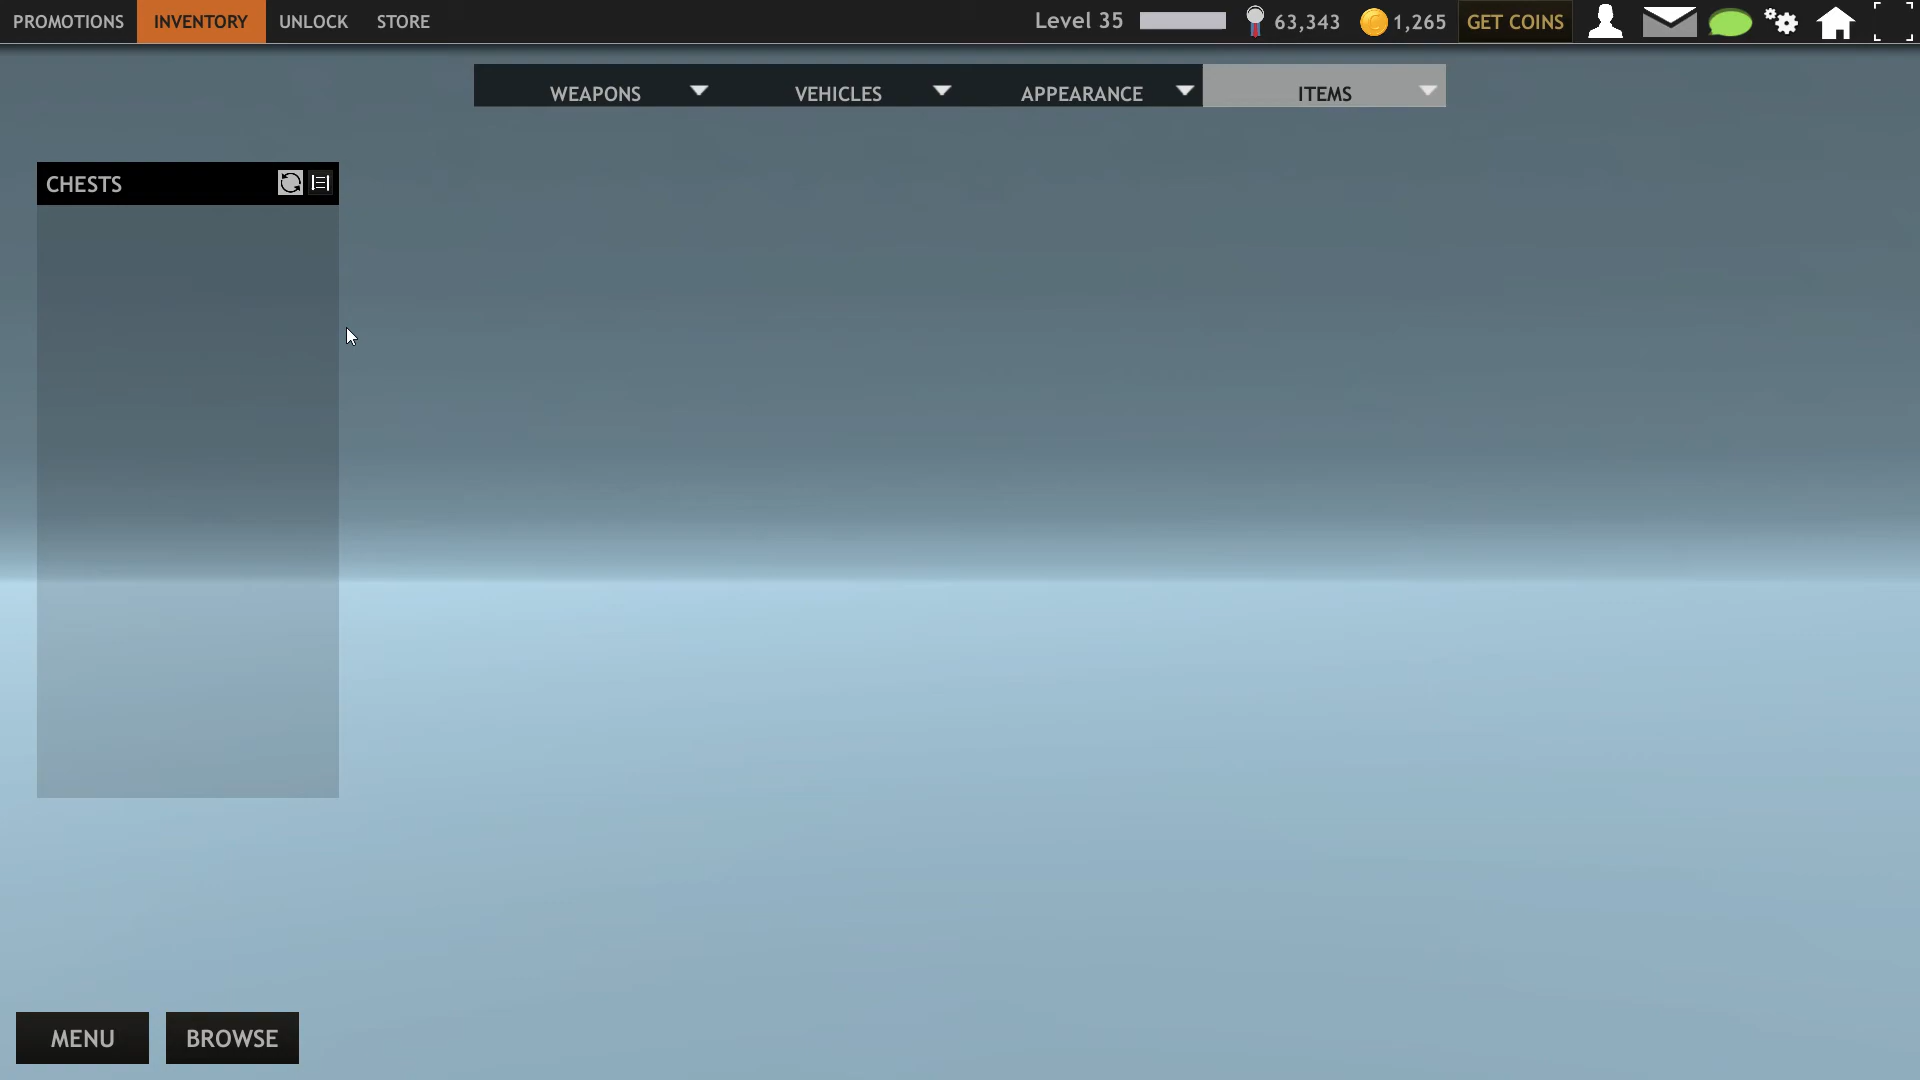 PROMOTIONS INVENTORY UNLOCK STORE Level 35 63,343 1,265 GET COINS
WEAPONS VEHICLES APPEARANCE ITEMS
CHESTS
MENU BROWSE